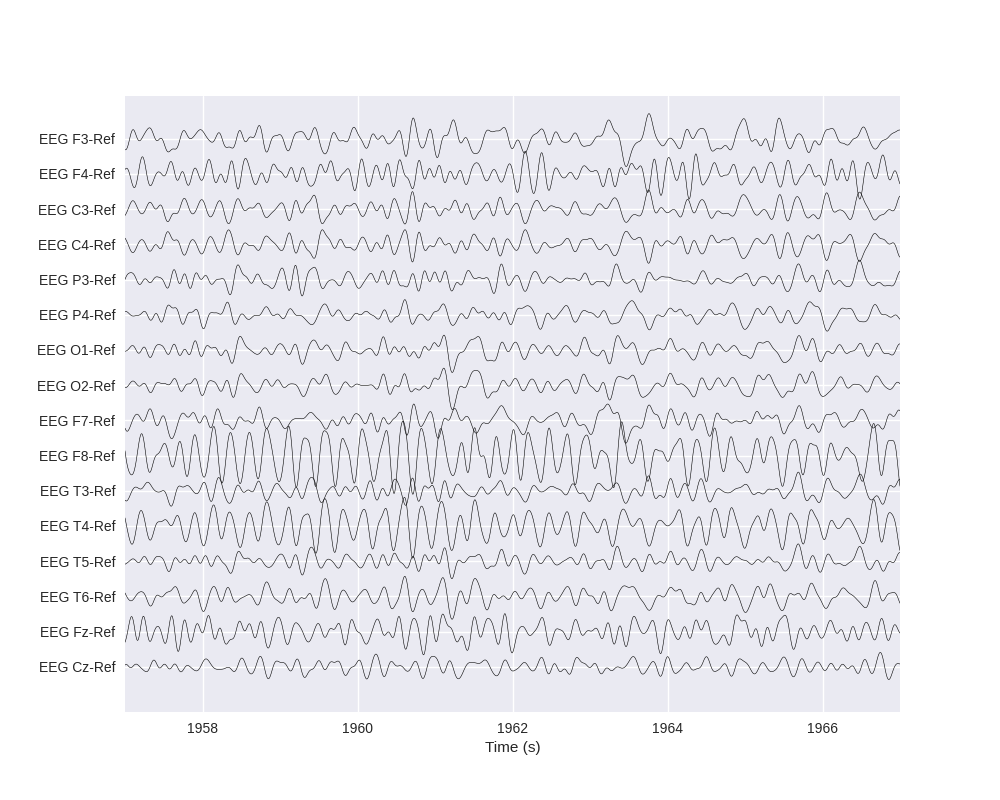 EEG F3-Ref
EEG F4-Ref
EEG C3-Ref
EEG C4-Ref
EEG P3-Ref
EEG P4-Ref
EEG O1-Ref
EEG O2-Ref
EEG F7-Ref
EEG F8-Ref
EEG T3-Ref
EEG T4-Ref
EEG T5-Ref
EEG T6-Ref
EEG Fz-Ref
EEG Cz-Ref
1958 1960 1962 1964 1966
Time (s)